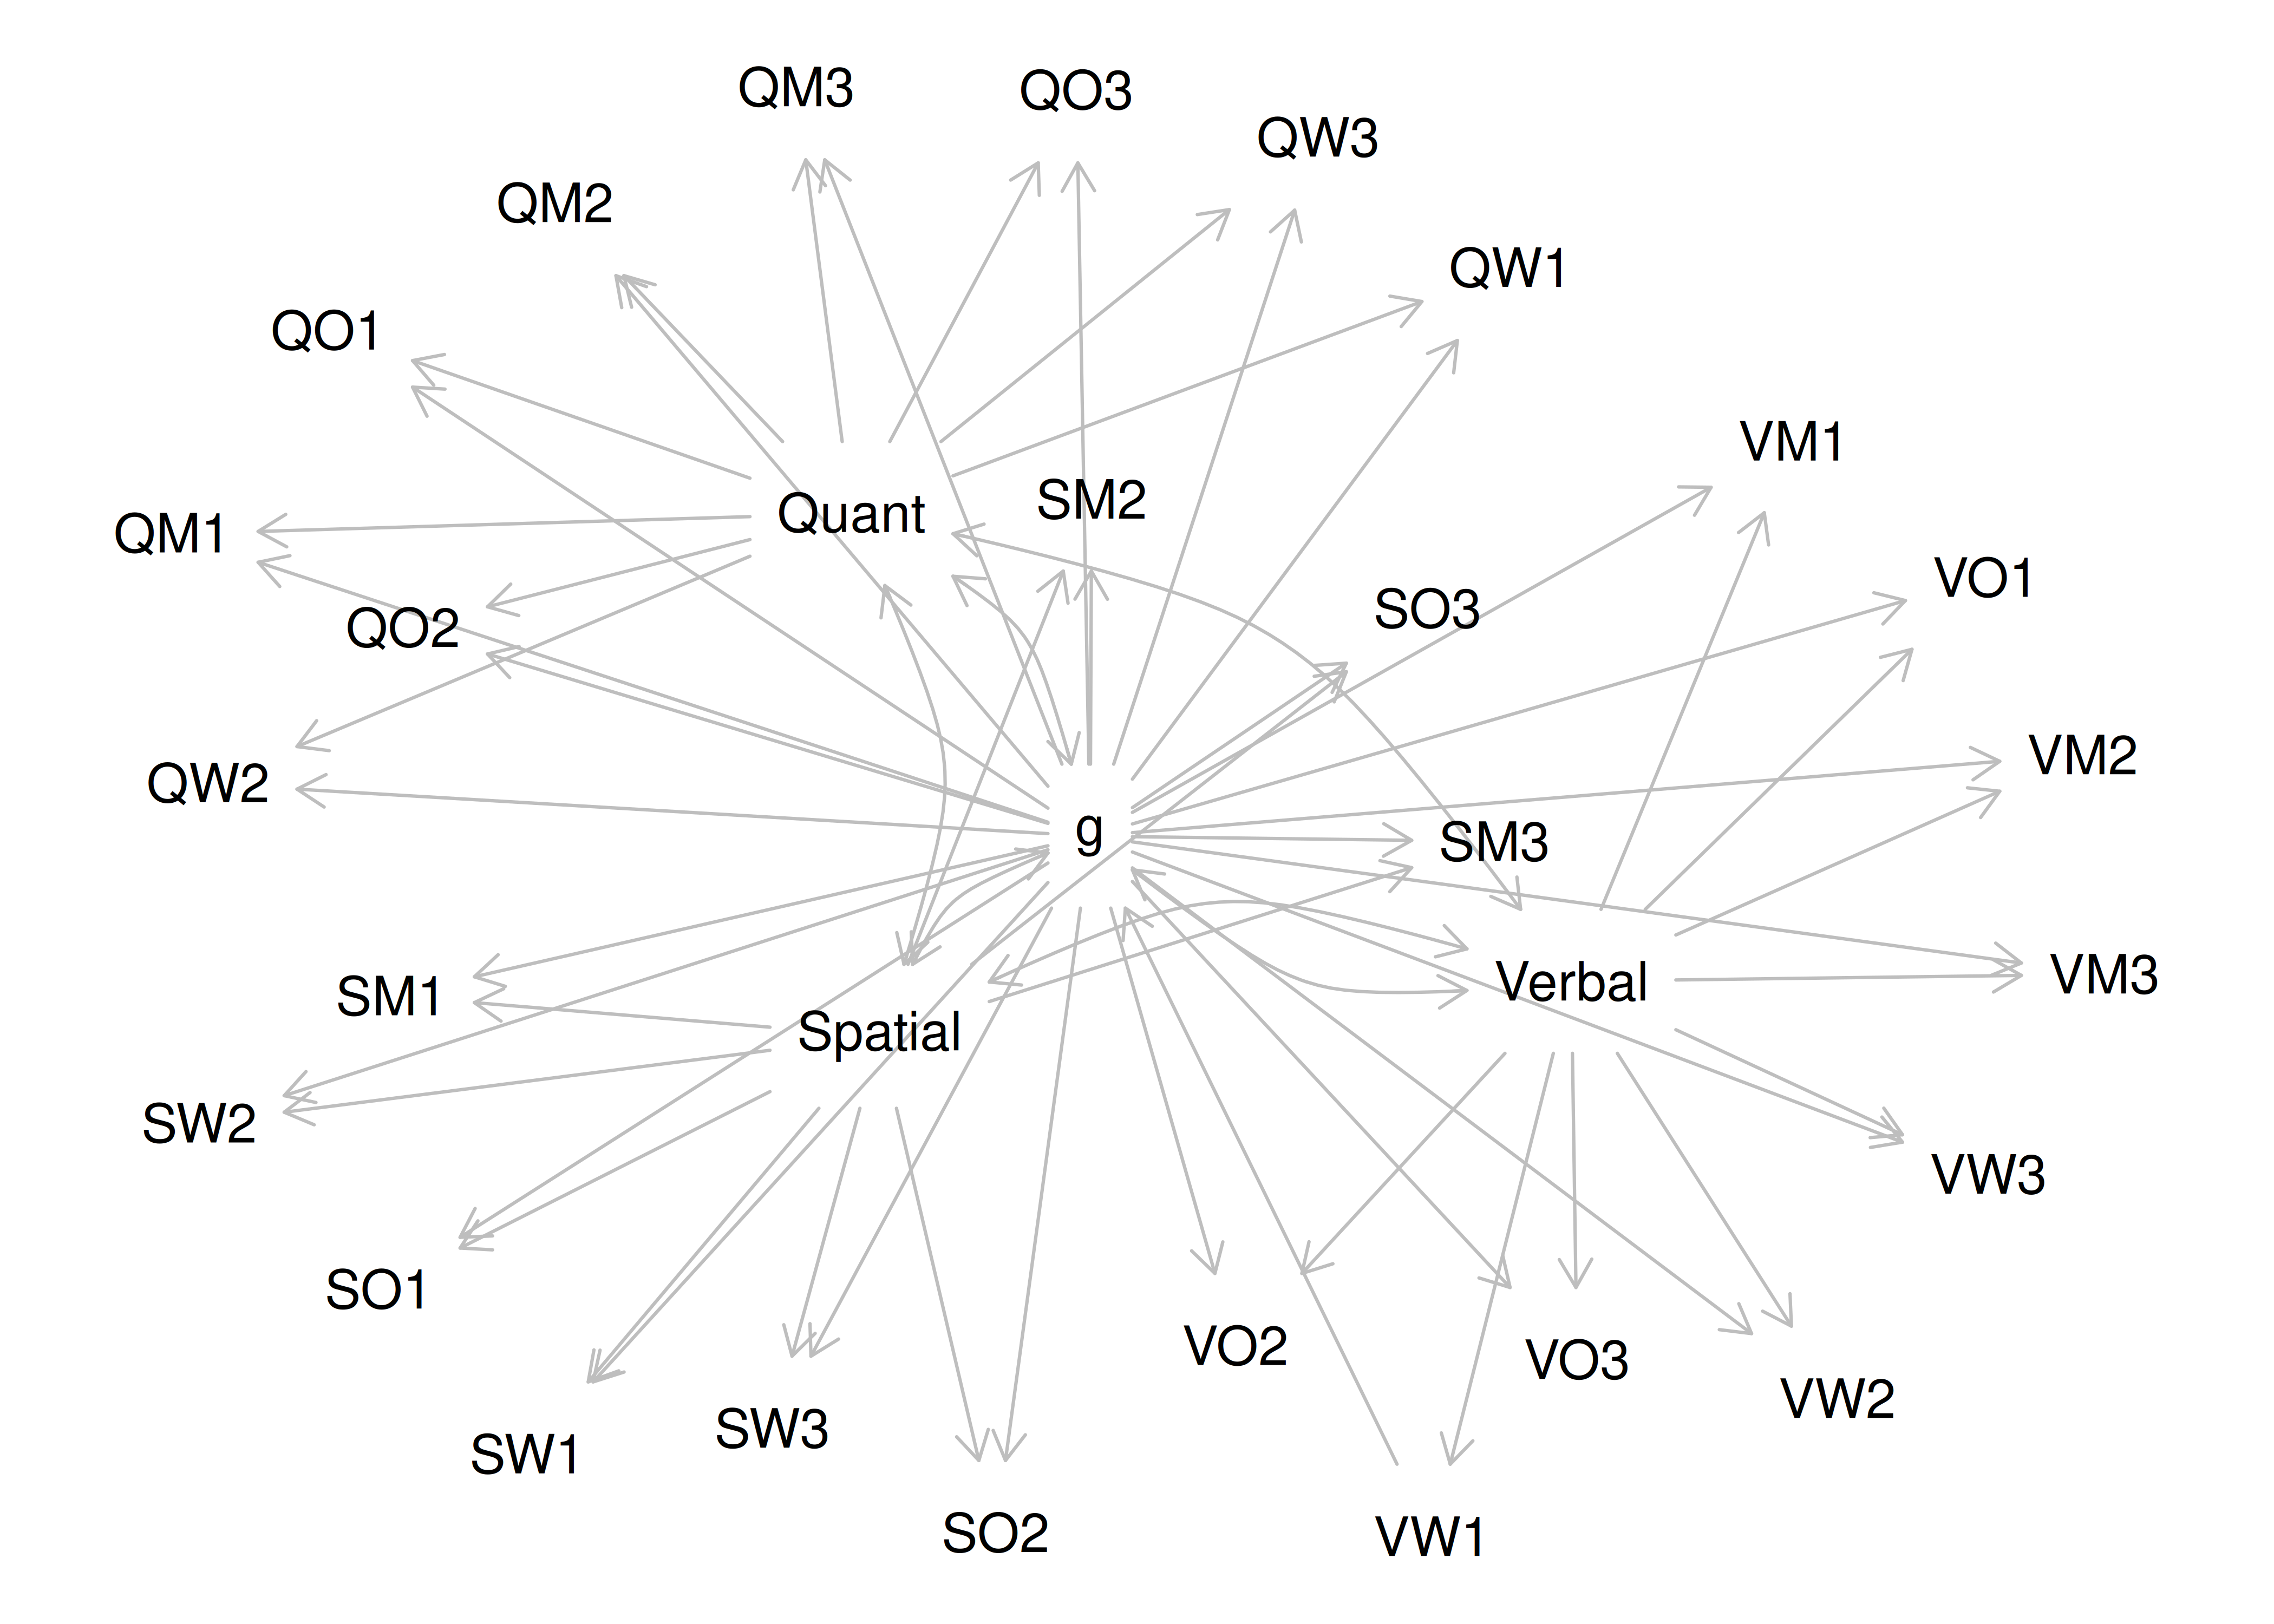 QM3
QO3
QW3
QM2
QW1
QO1
VM1
SM2
Quant
QM1
VO1
SO3
QO2
VM2
QW2
g
SM3
VM3
Verbal
SM1
Spatial
SW2
VW3
SO1
VO2
VO3
VW2
SW3
SW1
SO2
VW1